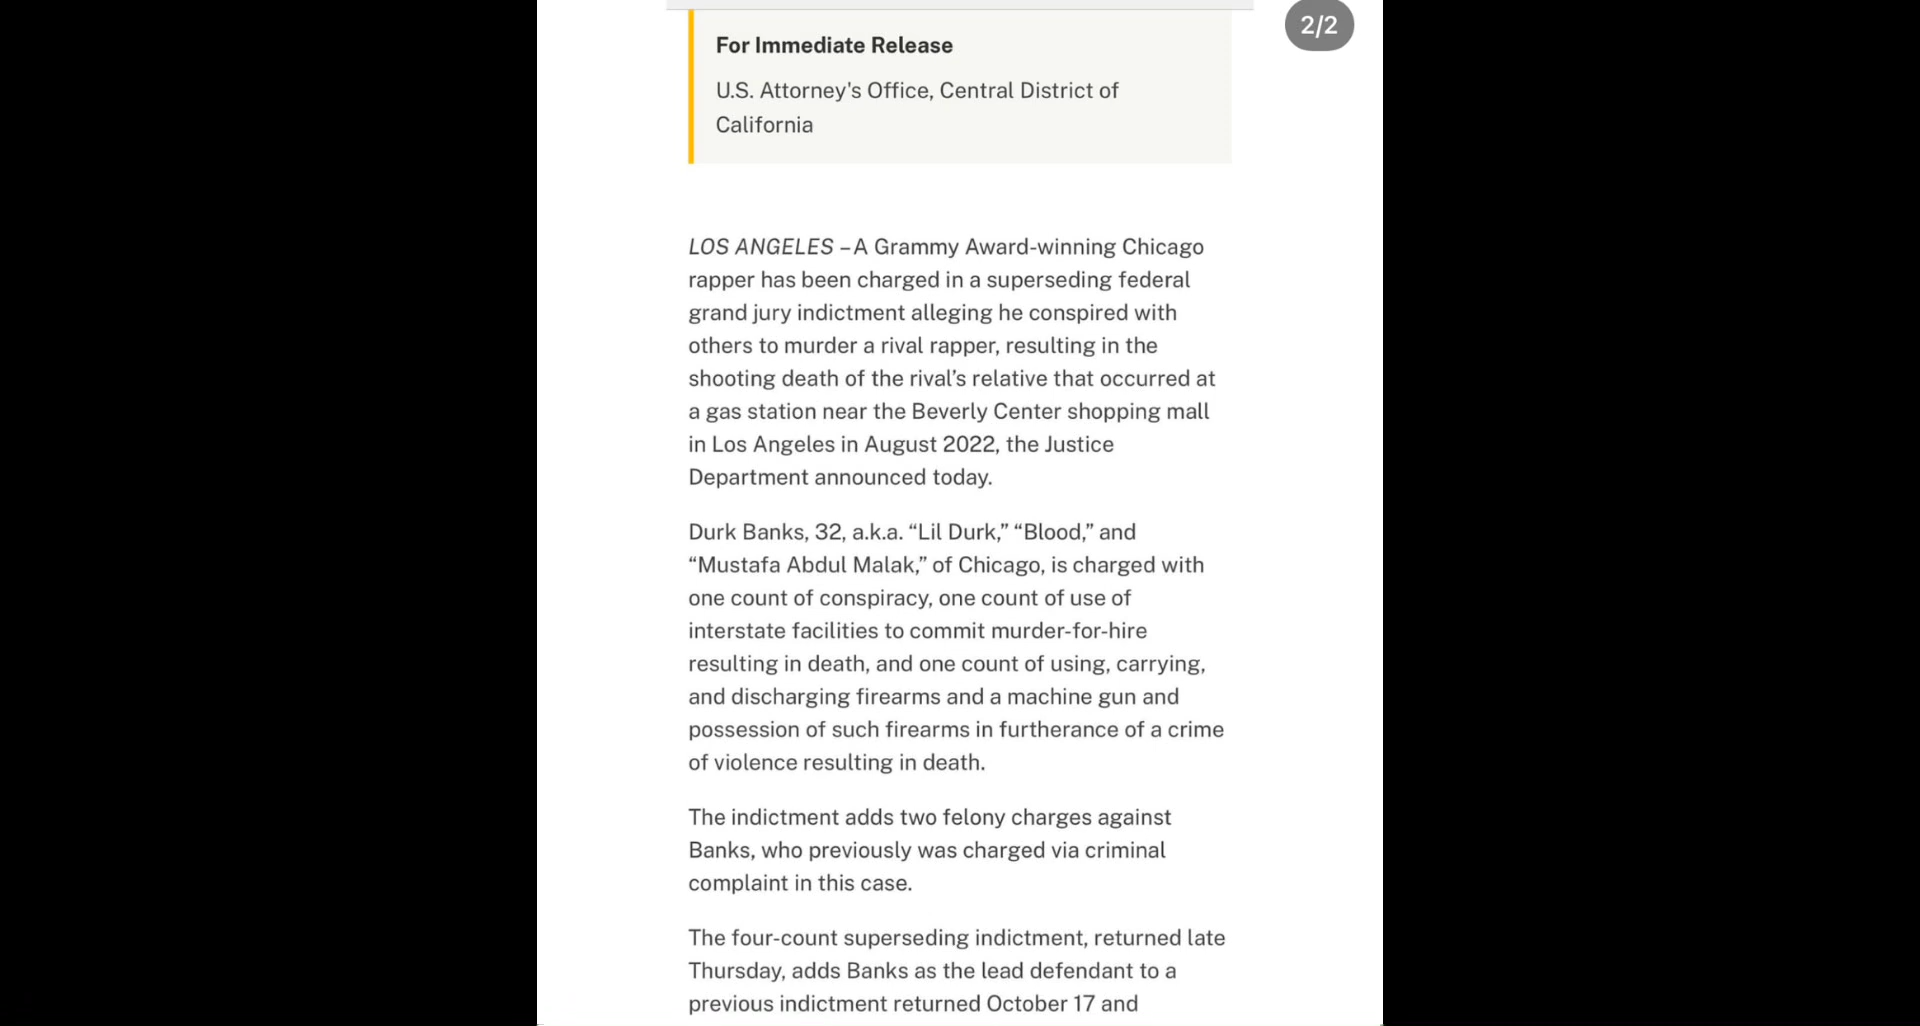 2/2
For Immediate Release
U.S. Attorney's Office, Central District of
California
LOS ANGELES – A Grammy Award-winning Chicago
rapper has been charged in a superseding federal
grand jury indictment alleging he conspired with
others to murder a rival rapper, resulting in the
shooting death of the rival’s relative that occurred at
a gas station near the Beverly Center shopping mall
in Los Angeles in August 2022, the Justice
Department announced today.
Durk Banks, 32, a.k.a. “Lil Durk,” “Blood,” and
“Mustafa Abdul Malak,” of Chicago, is charged with
one count of conspiracy, one count of use of
interstate facilities to commit murder-for-hire
resulting in death, and one count of using, carrying,
and discharging firearms and a machine gun and
possession of such firearms in furtherance of a crime
of violence resulting in death.
The indictment adds two felony charges against
Banks, who previously was charged via criminal
complaint in this case.
The four-count superseding indictment, returned late
Thursday, adds Banks as the lead defendant to a
previous indictment returned October 17 and